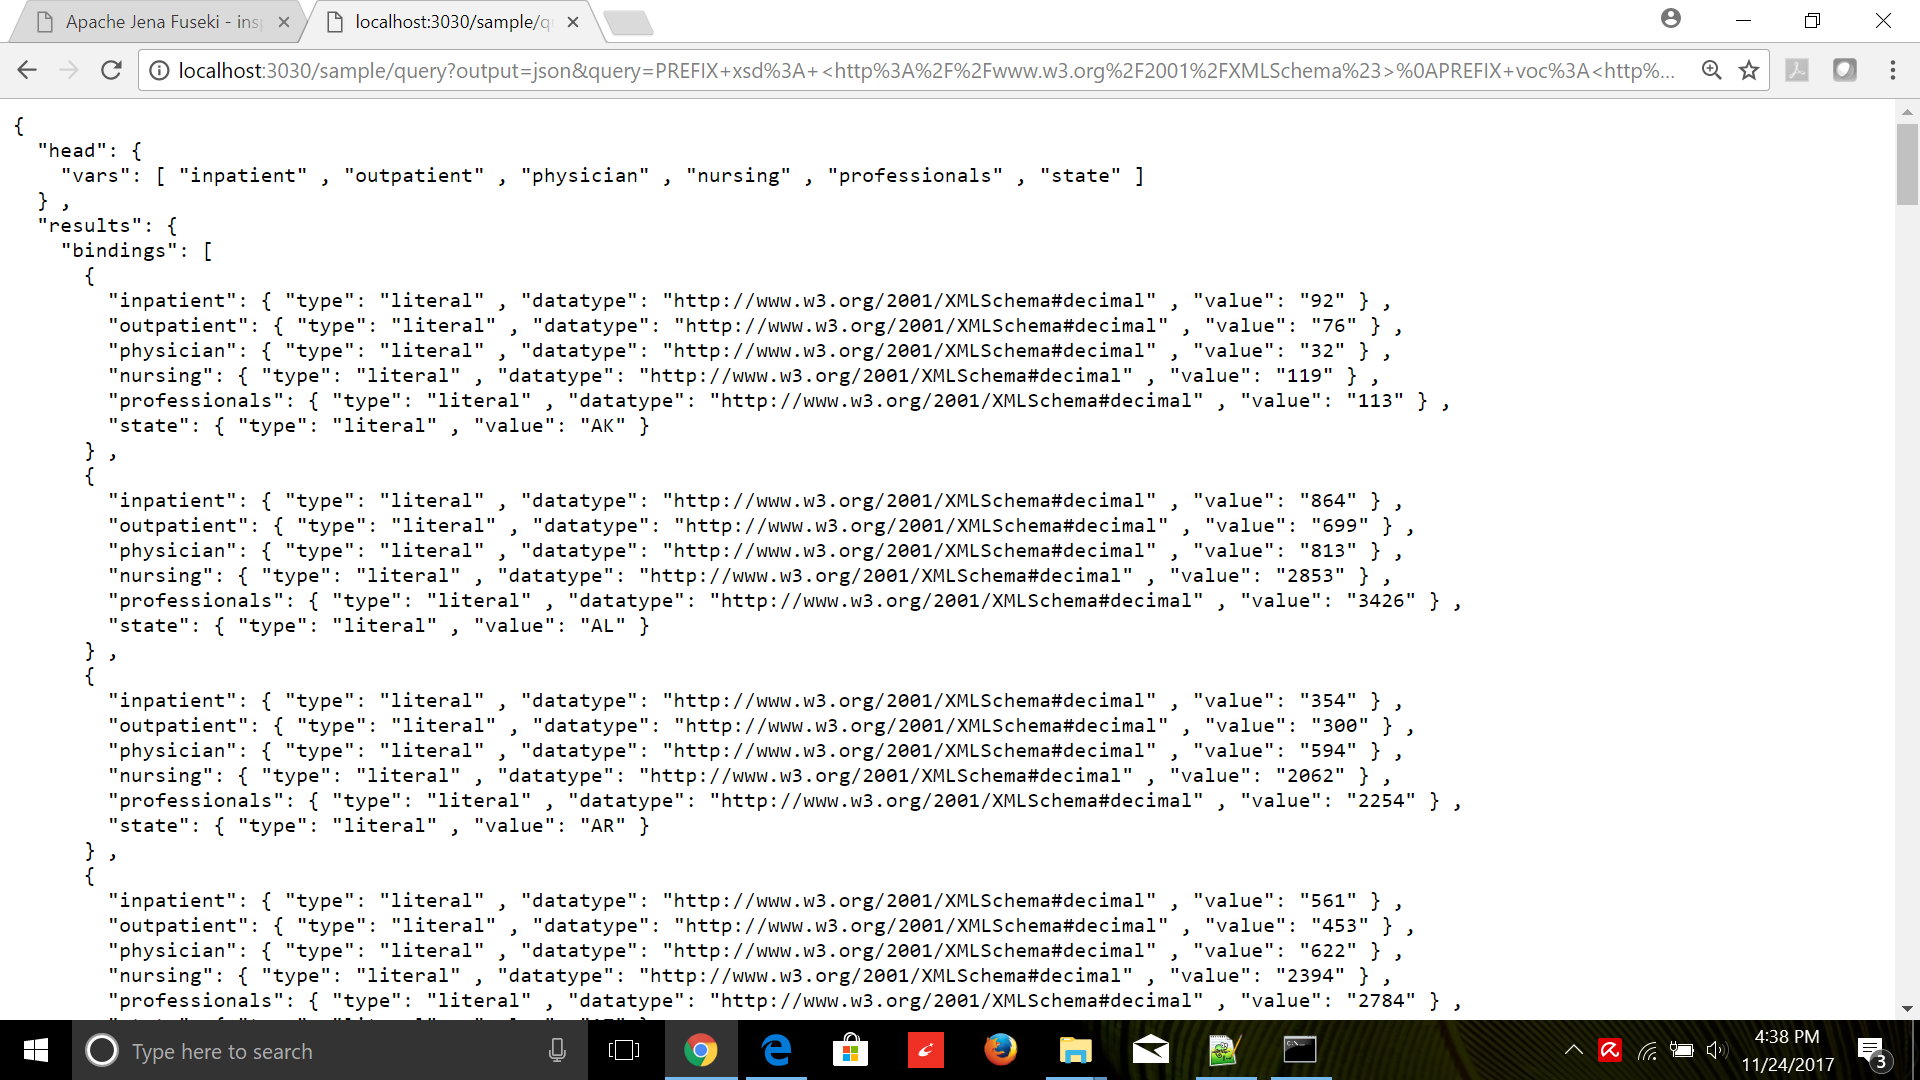 Apache Jena Fuseki - insp
localhost:3030/sample/q
localhost:3030/sample/query?output=json&query=PREFIX+xsd%3A+<http%3A%2F%2Fwww.w3.org%2F2001%2FXMLSchema%23>%0APREFIX+voc%3A<http%...
{
"head": {
"vars": [ "inpatient" , "outpatient" , "physician" , "nursing" , "professionals" , "state" ]
} ,
"results": {
"bindings": [
{
"inpatient": { "type": "literal" , "datatype": "http://www.w3.org/2001/XMLSchema#decimal" , "value": "92" } ,
"outpatient": { "type": "literal" , "datatype": "http://www.w3.org/2001/XMLSchema#decimal" , "value": "76" } ,
"physician": { "type": "literal" , "datatype": "http://www.w3.org/2001/XMLSchema#decimal" , "value": "32" } ,
"nursing": { "type": "literal" , "datatype": "http://www.w3.org/2001/XMLSchema#decimal" , "value": "119" } ,
"professionals": { "type": "literal" , "datatype": "http://www.w3.org/2001/XMLSchema#decimal" , "value": "113" } ,
"state": { "type": "literal" , "value": "AK" }
} ,
{
"inpatient": { "type": "literal" , "datatype": "http://www.w3.org/2001/XMLSchema#decimal" , "value": "864" } ,
"outpatient": { "type": "literal" , "datatype": "http://www.w3.org/2001/XMLSchema#decimal" , "value": "699" } ,
"physician": { "type": "literal" , "datatype": "http://www.w3.org/2001/XMLSchema#decimal" , "value": "813" } ,
"nursing": { "type": "literal" , "datatype": "http://www.w3.org/2001/XMLSchema#decimal" , "value": "2853" } ,
"professionals": { "type": "literal" , "datatype": "http://www.w3.org/2001/XMLSchema#decimal" , "value": "3426" } ,
"state": { "type": "literal" , "value": "AL" }
} ,
{
"inpatient": { "type": "literal" , "datatype": "http://www.w3.org/2001/XMLSchema#decimal" , "value": "354" } ,
"outpatient": { "type": "literal" , "datatype": "http://www.w3.org/2001/XMLSchema#decimal" , "value": "300" } ,
"physician": { "type": "literal" , "datatype": "http://www.w3.org/2001/XMLSchema#decimal" , "value": "594" } ,
"nursing": { "type": "literal" , "datatype": "http://www.w3.org/2001/XMLSchema#decimal" , "value": "2062" } ,
"professionals": { "type": "literal" , "datatype": "http://www.w3.org/2001/XMLSchema#decimal" , "value": "2254" } ,
"state": { "type": "literal" , "value": "AR" }
} ,
{
"inpatient": { "type": "literal" , "datatype": "http://www.w3.org/2001/XMLSchema#decimal" , "value": "561" } ,
"outpatient": { "type": "literal" , "datatype": "http://www.w3.org/2001/XMLSchema#decimal" , "value": "453" } ,
"physician": { "type": "literal" , "datatype": "http://www.w3.org/2001/XMLSchema#decimal" , "value": "622" } ,
"nursing": { "type": "literal" , "datatype": "http://www.w3.org/2001/XMLSchema#decimal" , "value": "2394" } ,
"professionals": { "type": "literal" , "datatype": "http://www.w3.org/2001/XMLSchema#decimal" , "value": "2784" } ,
Type here to search
4:38 PM
11/24/2017
3